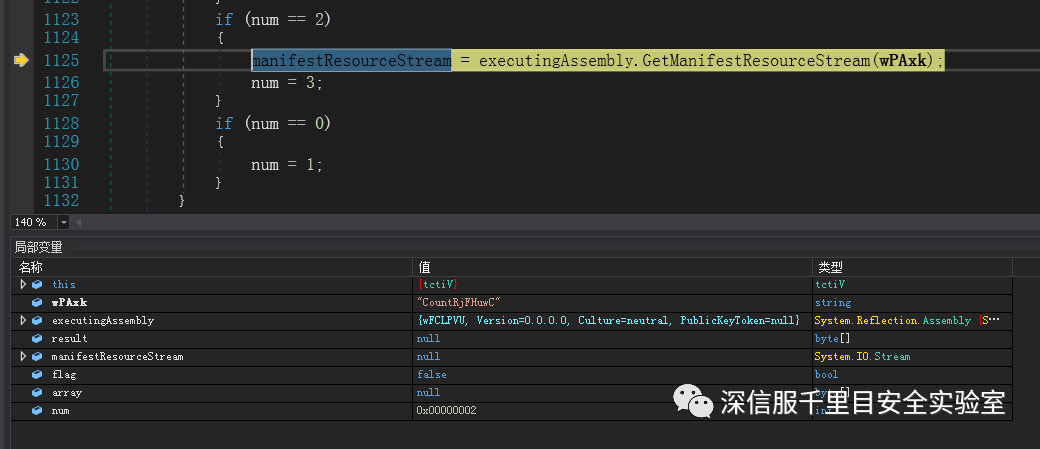 1123 if (num == 2)
1124 {
1125 manifestResourceStream = executingAssembly.GetManifestResourceStream(wPAxk);
1126 num = 3;
1127 }
1128 if (num == 0)
1129 {
1130 num = 1;
1131 }
1132 }
140 %
局部变量
名称 值 类型
this {tctiV} tctiV
wPAxk "CountRjFHuwC" string
executingAssembly {wFCLPVU, Version=0.0.0.0, Culture=neutral, PublicKeyToken=null} System.Reflection.Assembly {S...
result null byte[]
manifestResourceStream null System.IO.Stream
flag false bool
array null byte[]
num 0x00000002
深信服千里目安全实验室